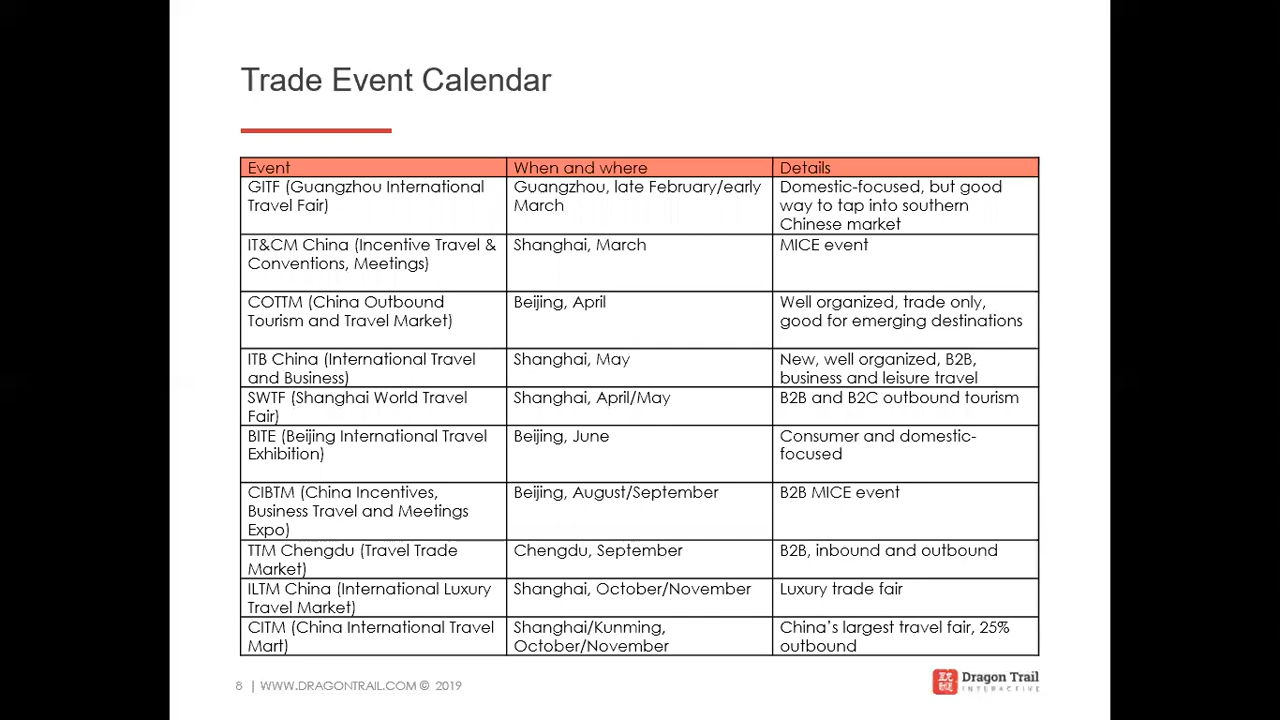 Trade Event Calendar
Event When and where Details
GITF (Guangzhou International Travel Fair) Guangzhou, late February/early March Domestic-focused, but good way to tap into southern Chinese market
IT&CM China (Incentive Travel & Conventions, Meetings) Shanghai, March MICE event
COTTM (China Outbound Tourism and Travel Market) Beijing, April Well organized, trade only, good for emerging destinations
ITB China (International Travel and Business) Shanghai, May New, well organized, B2B, business and leisure travel
SWTF (Shanghai World Travel Fair) Shanghai, April/May B2B and B2C outbound tourism
BITE (Beijing International Travel Exhibition) Beijing, June Consumer and domestic-focused
CIBTM (China Incentives, Business Travel and Meetings Expo) Beijing, August/September B2B MICE event
TTM Chengdu (Travel Trade Market) Chengdu, September B2B, inbound and outbound
ILTM China (International Luxury Travel Market) Shanghai, October/November Luxury trade fair
CITM (China International Travel Mart) Shanghai/Kunming, October/November China's largest travel fair, 25% outbound
8 | WWW.DRAGONTRAIL.COM © 2019
Dragon Trail
INTERACTIVE